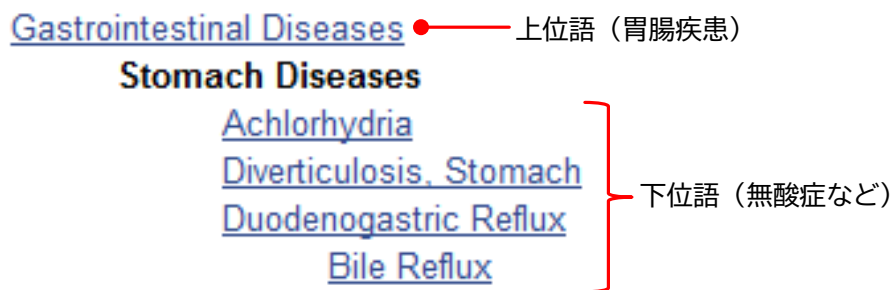 Gastrointestinal Diseases 上位語（胃腸疾患）
Stomach Diseases
Achlorhydria
Diverticulosis, Stomach
下位語（無酸症など）
Duodenogastric Reflux
Bile Reflux